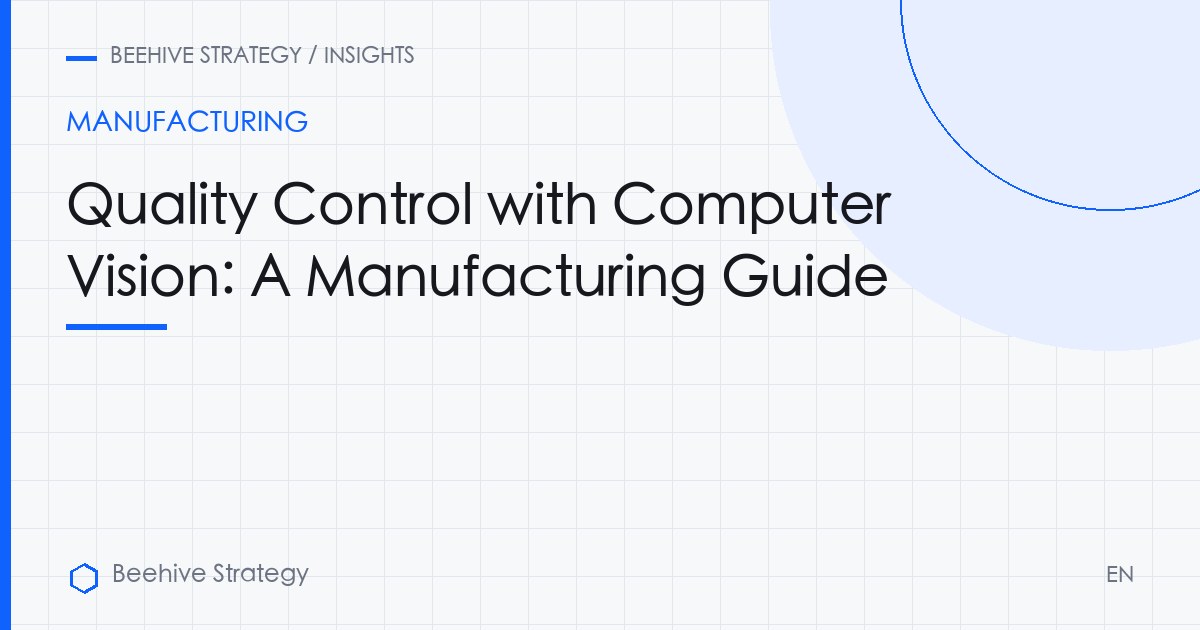 BEEHIVE STRATEGY / INSIGHTS
MANUFACTURING
Quality Control with Computer
Vision: A Manufacturing Guide
Beehive Strategy
EN